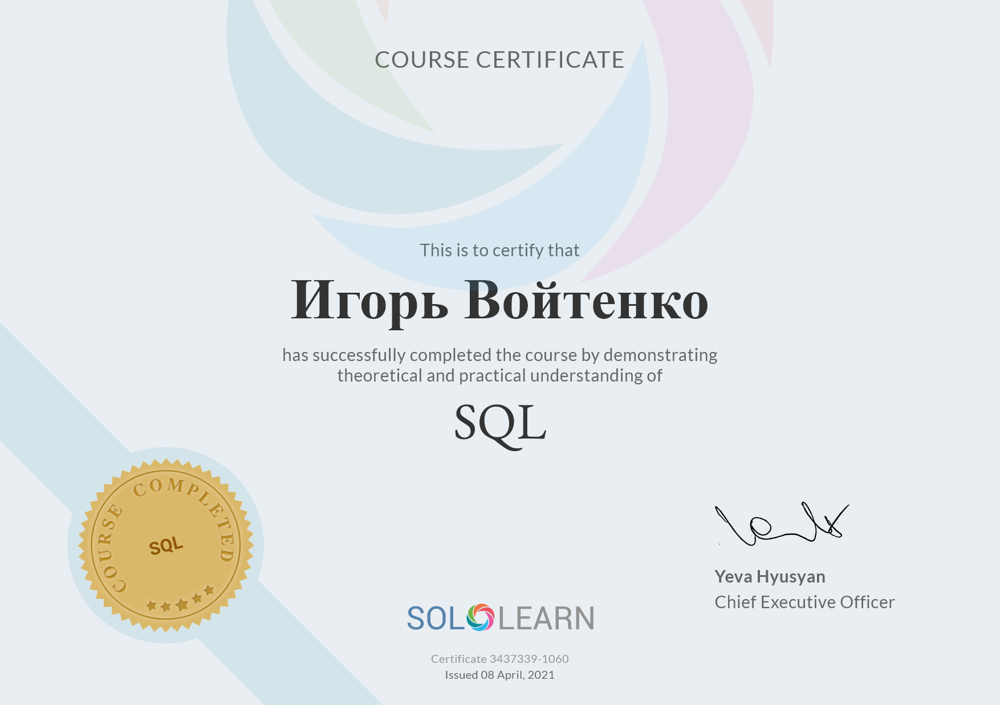 COURSE CERTIFICATE
This is to certify that
Игорь Войтенко
has successfully completed the course by demonstrating
theoretical and practical understanding of
SQL
COURSE COMPLETED
SQL
Yeva Hyusyan
Chief Executive Officer
SOLOLEARN
Certificate 3437339-1060
Issued 08 April, 2021